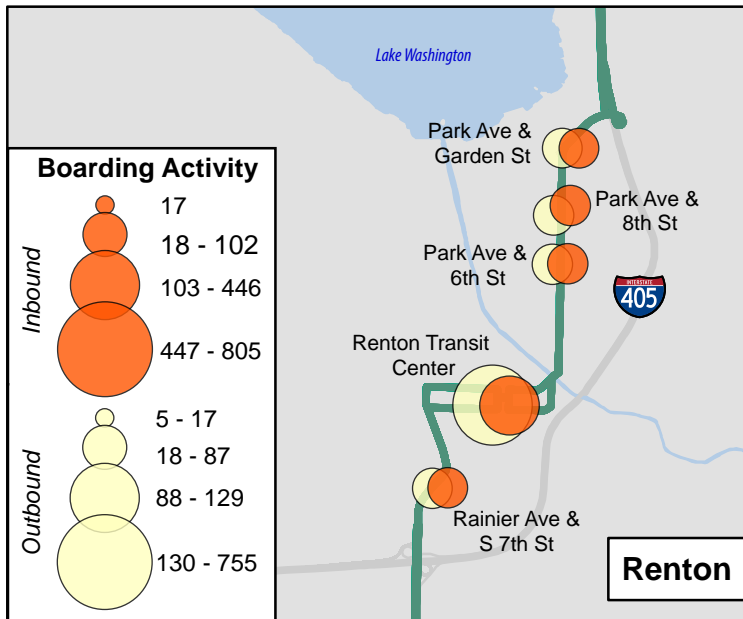 Lake Washington
Park Ave &
Garden St
Park Ave &
8th St
Park Ave &
6th St
INTERSTATE
405
Renton Transit
Center
Rainier Ave &
S 7th St
Renton
Boarding Activity
Inbound
17
18 - 102
103 - 446
447 - 805
Outbound
5 - 17
18 - 87
88 - 129
130 - 755